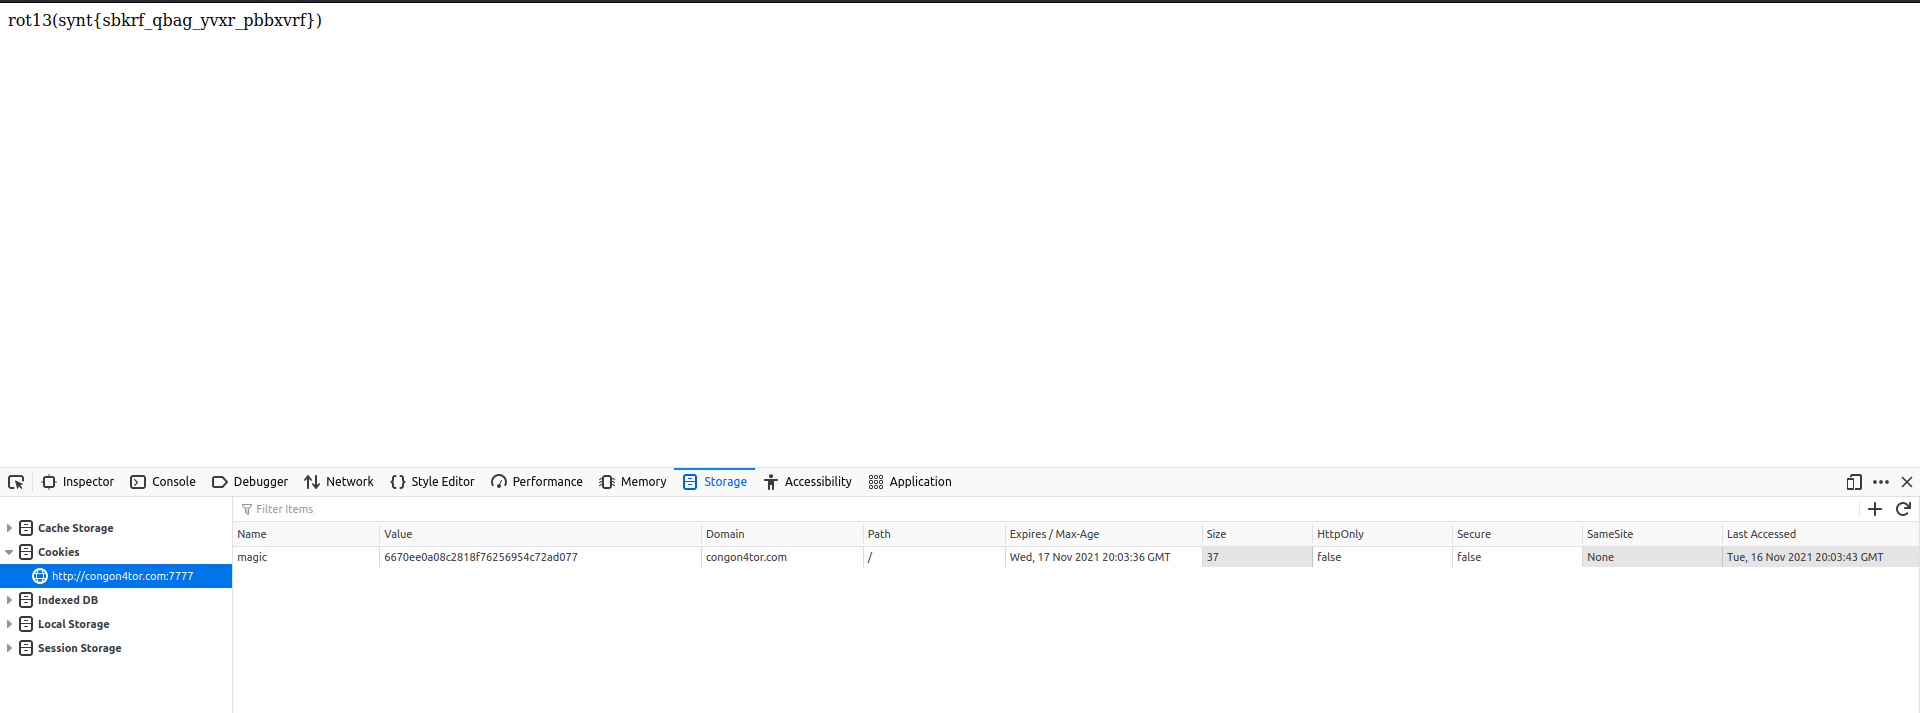 rot13(synt{sbkrf_qbag_yvxr_pbbxvrf})
Inspector Console Debugger Network Style Editor Performance Memory Storage Accessibility Application
Filter Items
Cache Storage
Cookies
http://congon4tor.com:7777
Indexed DB
Local Storage
Session Storage
Name Value Domain Path Expires / Max-Age Size HttpOnly Secure SameSite Last Accessed
magic 6670ee0a08c2818f76256954c72ad077 congon4tor.com / Wed, 17 Nov 2021 20:03:36 GMT 37 false false None Tue, 16 Nov 2021 20:03:43 GMT